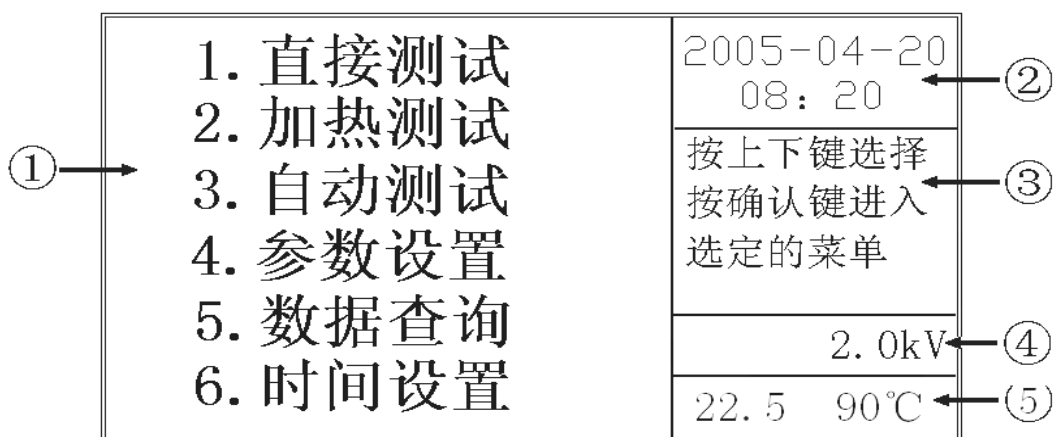 ①
1. 直接测试
2. 加热测试
3. 自动测试
4. 参数设置
5. 数据查询
6. 时间设置
2005-04-20
08: 20
②
按上下键选择
按确认键进入
选定的菜单
③
2.0kV
④
22.5 90℃
⑤